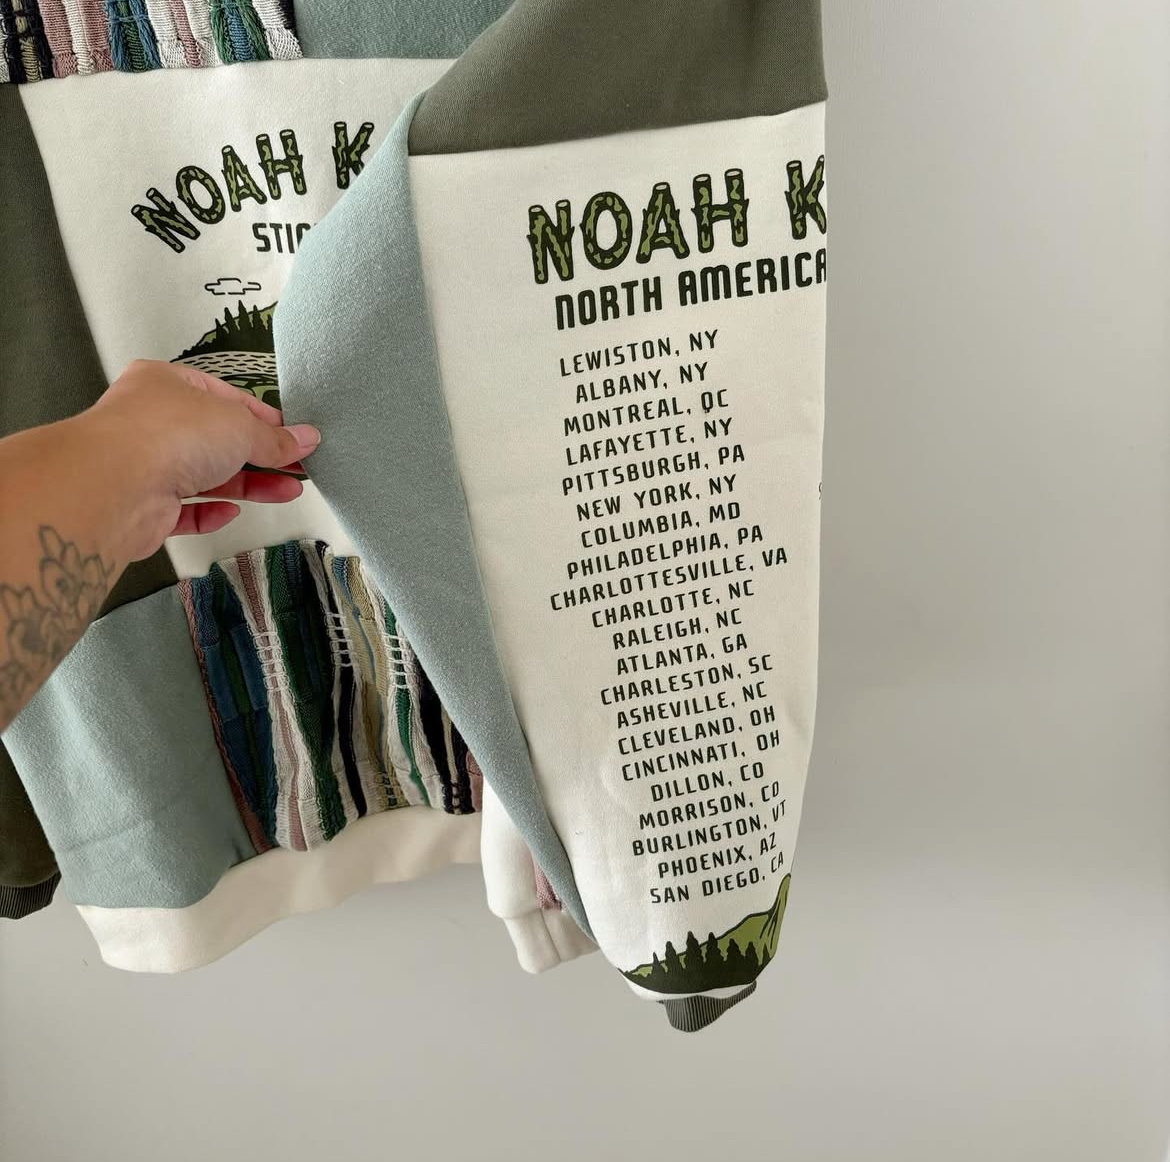 NOAH K
STIC
NOAH K
NORTH AMERICA
LEWISTON, NY
ALBANY, NY
MONTREAL, QC
LAFAYETTE, NY
PITTSBURGH, PA
NEW YORK, NY
COLUMBIA, MD
PHILADELPHIA, PA
CHARLOTTESVILLE, VA
CHARLOTTE, NC
RALEIGH, NC
ATLANTA, GA
CHARLESTON, SC
ASHEVILLE, NC
CLEVELAND, OH
CINCINNATI, OH
DILLON, CO
MORRISON, CO
BURLINGTON, VT
PHOENIX, AZ
SAN DIEGO, CA